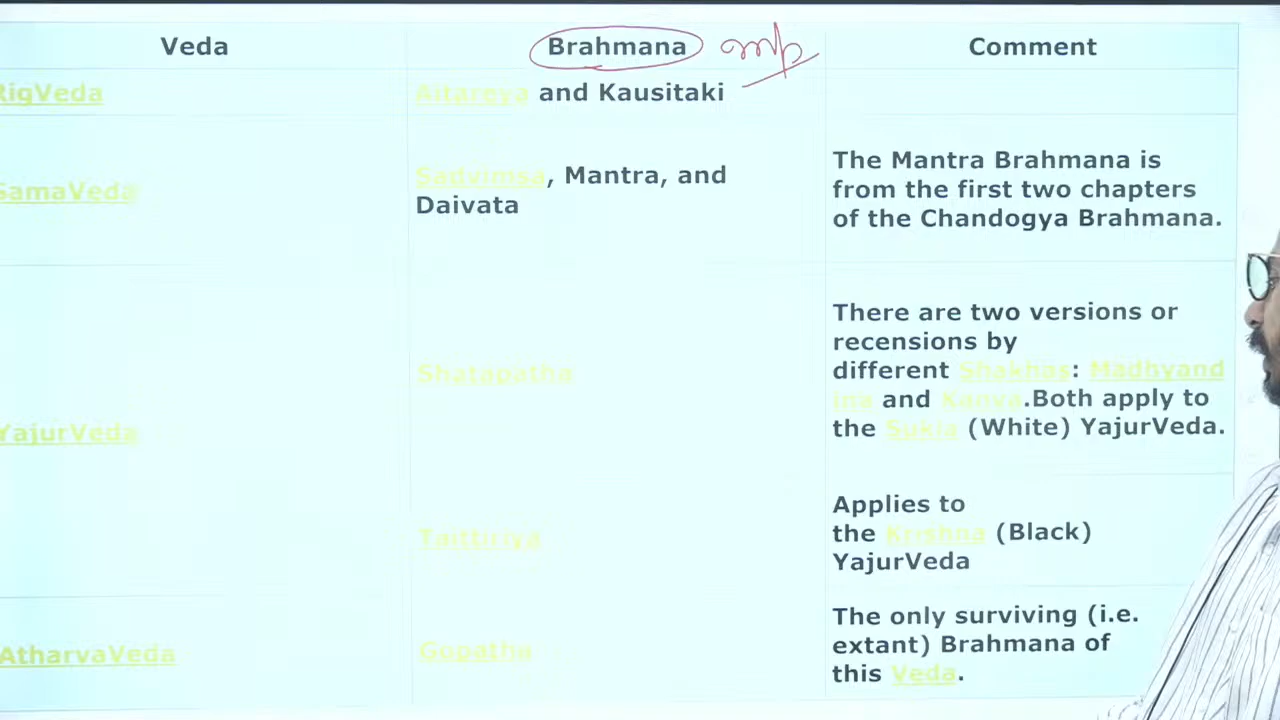 Veda Brahmana imp Comment
RigVeda Aitareya and Kausitaki
SamaVeda Sadvimsa, Mantra, and
Daivata
The Mantra Brahmana is
from the first two chapters
of the Chandogya Brahmana.
YajurVeda Shatapatha
There are two versions or
recensions by
different Shakhas: Madhyand
ina and Kanva.Both apply to
the Sukla (White) YajurVeda.
Taittiriya
Applies to
the Krishna (Black)
YajurVeda
AtharvaVeda Gopatha
The only surviving (i.e.
extant) Brahmana of
this Veda.